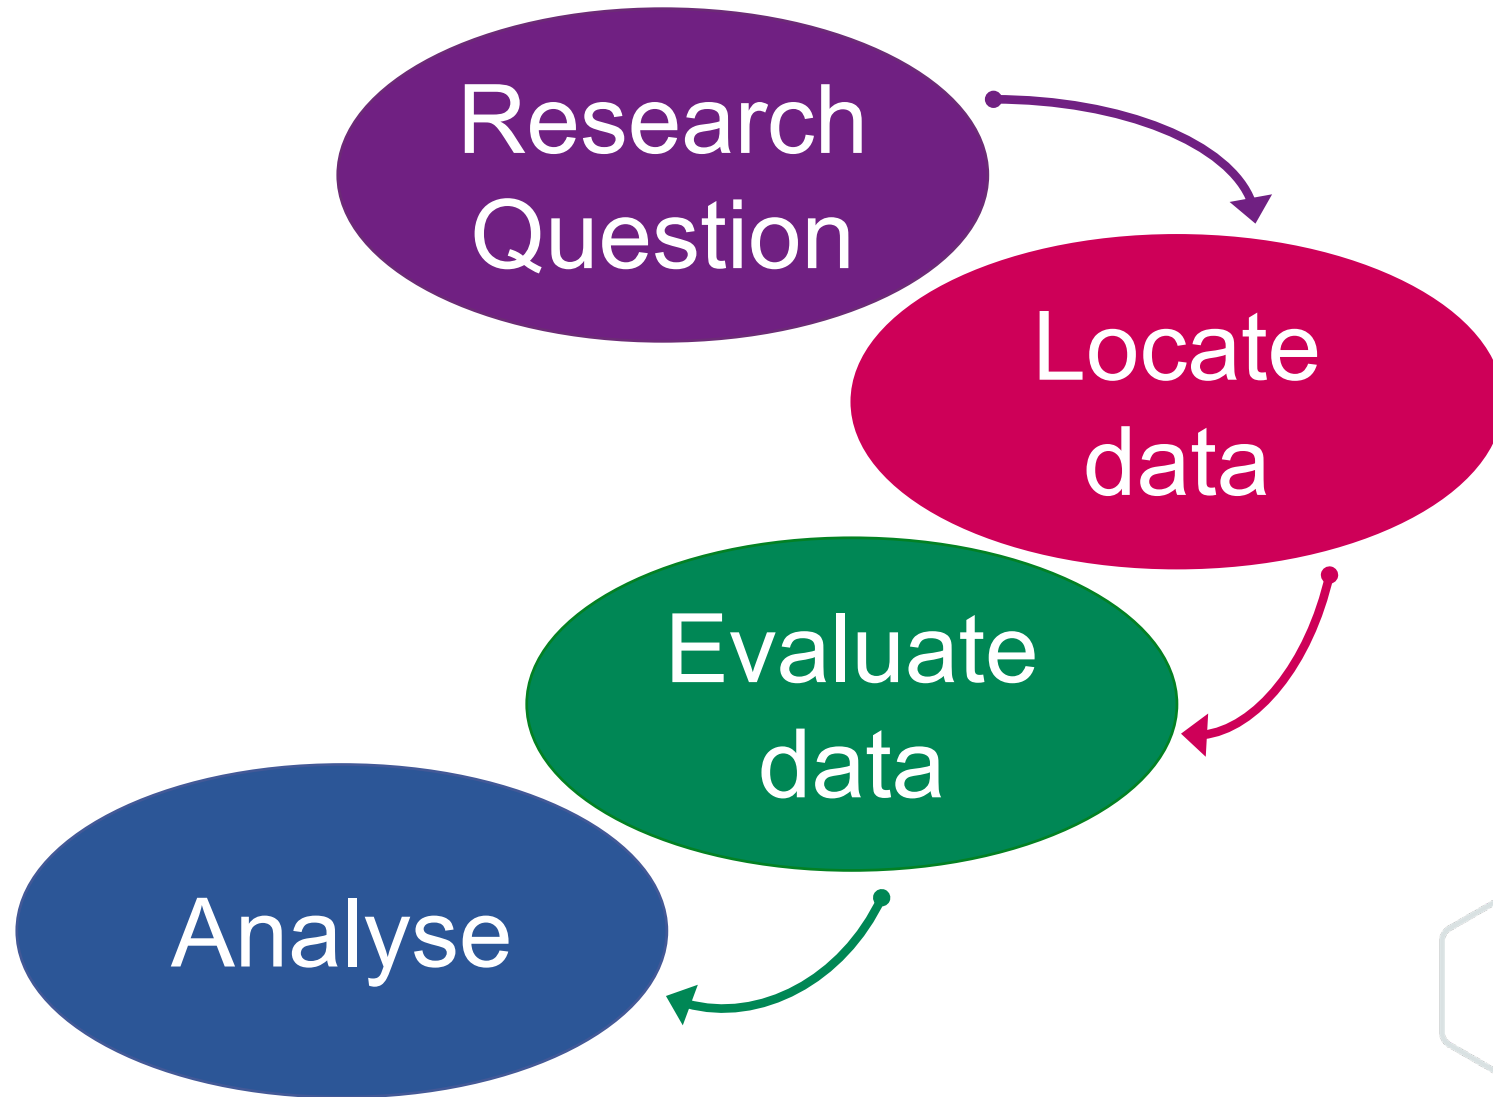 Research
Question
Locate
data
Evaluate
data
Analyse